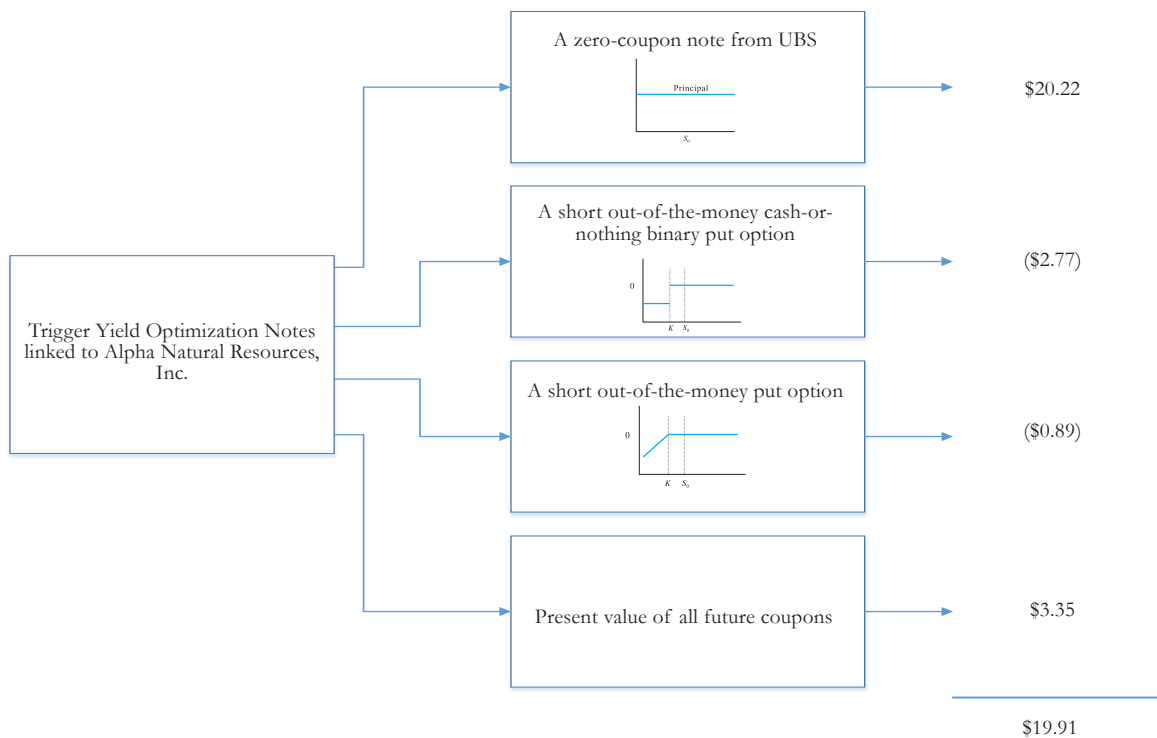 A zero-coupon note from UBS
Principal
S₀
$20.22
A short out-of-the-money cash-or-
nothing binary put option
0
K
S₀
($2.77)
Trigger Yield Optimization Notes
linked to Alpha Natural Resources,
Inc.
A short out-of-the-money put option
0
K
S₀
($0.89)
Present value of all future coupons
$3.35
$19.91